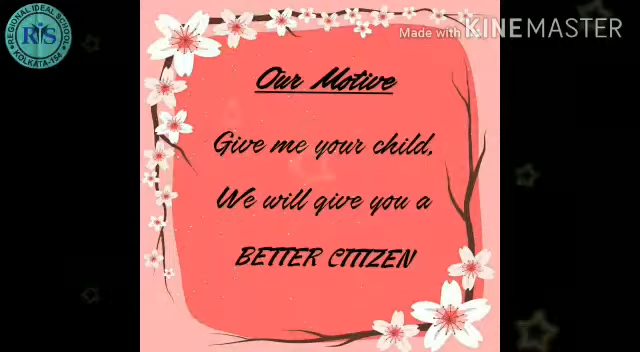 REGIONAL IDEAL SCHOOL
RIS
KOLKATA-154
Made with KINEMASTER
Our Motive
Give me your child,
We will give you a
BETTER CITIZEN